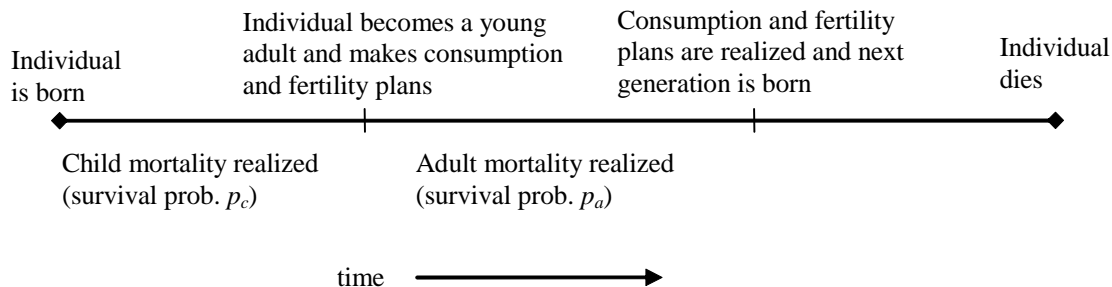 Individual
is born
Individual becomes a young
adult and makes consumption
and fertility plans
Consumption and fertility
plans are realized and next
generation is born
Individual
dies
Child mortality realized
(survival prob. pc)
Adult mortality realized
(survival prob. pa)
time